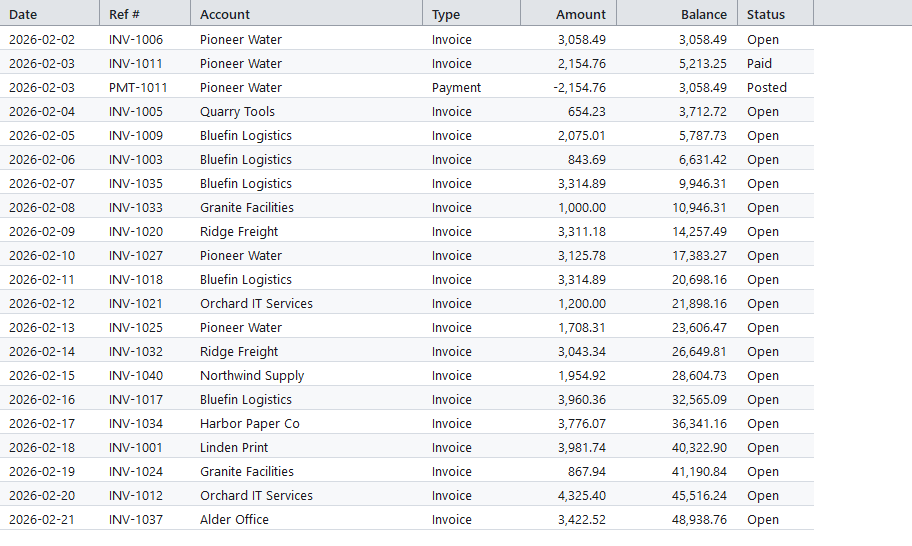 Date Ref # Account Type Amount Balance Status
2026-02-02 INV-1006 Pioneer Water Invoice 3,058.49 3,058.49 Open
2026-02-03 INV-1011 Pioneer Water Invoice 2,154.76 5,213.25 Paid
2026-02-03 PMT-1011 Pioneer Water Payment -2,154.76 3,058.49 Posted
2026-02-04 INV-1005 Quarry Tools Invoice 654.23 3,712.72 Open
2026-02-05 INV-1009 Bluefin Logistics Invoice 2,075.01 5,787.73 Open
2026-02-06 INV-1003 Bluefin Logistics Invoice 843.69 6,631.42 Open
2026-02-07 INV-1035 Bluefin Logistics Invoice 3,314.89 9,946.31 Open
2026-02-08 INV-1033 Granite Facilities Invoice 1,000.00 10,946.31 Open
2026-02-09 INV-1020 Ridge Freight Invoice 3,311.18 14,257.49 Open
2026-02-10 INV-1027 Pioneer Water Invoice 3,125.78 17,383.27 Open
2026-02-11 INV-1018 Bluefin Logistics Invoice 3,314.89 20,698.16 Open
2026-02-12 INV-1021 Orchard IT Services Invoice 1,200.00 21,898.16 Open
2026-02-13 INV-1025 Pioneer Water Invoice 1,708.31 23,606.47 Open
2026-02-14 INV-1032 Ridge Freight Invoice 3,043.34 26,649.81 Open
2026-02-15 INV-1040 Northwind Supply Invoice 1,954.92 28,604.73 Open
2026-02-16 INV-1017 Bluefin Logistics Invoice 3,960.36 32,565.09 Open
2026-02-17 INV-1034 Harbor Paper Co Invoice 3,776.07 36,341.16 Open
2026-02-18 INV-1001 Linden Print Invoice 3,981.74 40,322.90 Open
2026-02-19 INV-1024 Granite Facilities Invoice 867.94 41,190.84 Open
2026-02-20 INV-1012 Orchard IT Services Invoice 4,325.40 45,516.24 Open
2026-02-21 INV-1037 Alder Office Invoice 3,422.52 48,938.76 Open